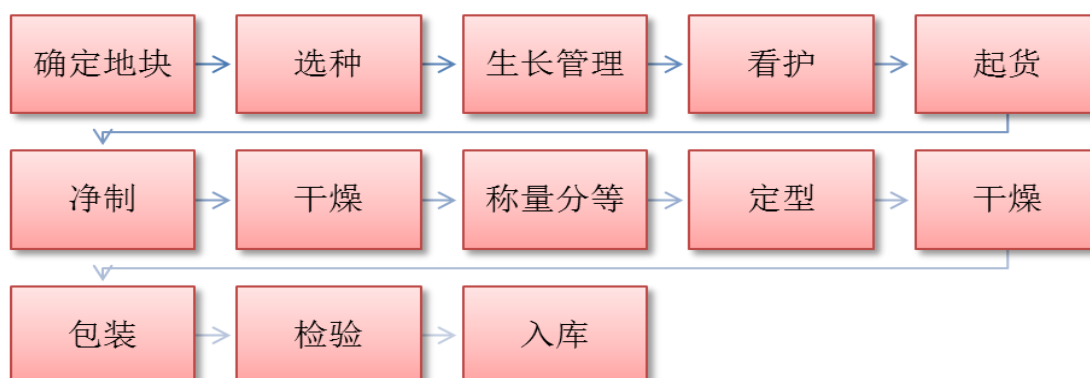 确定地块 选种 生长管理 看护 起货
净制 干燥 称量分等 定型 干燥
包装 检验 入库